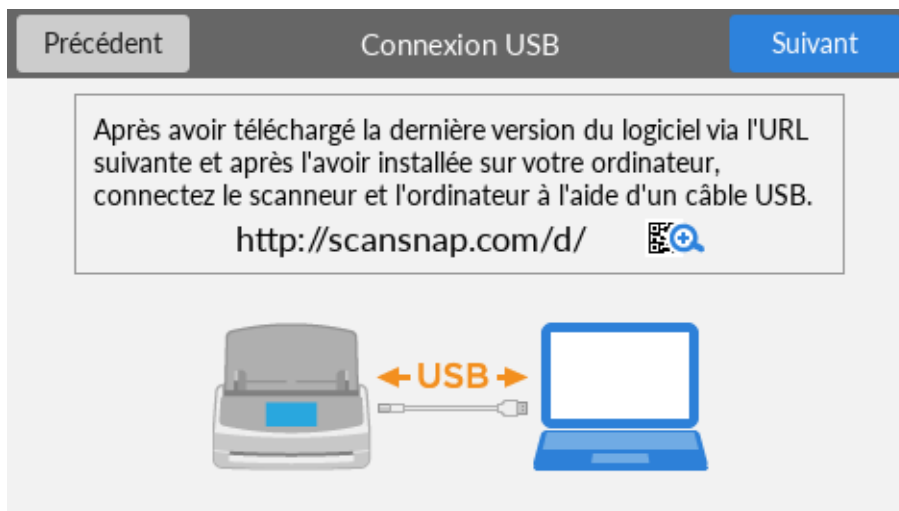 Précédent
Connexion USB
Suivant
Après avoir téléchargé la dernière version du logiciel via l'URL
suivante et après l'avoir installée sur votre ordinateur,
connectez le scanneur et l'ordinateur à l'aide d'un câble USB.
http://scansnap.com/d/
USB